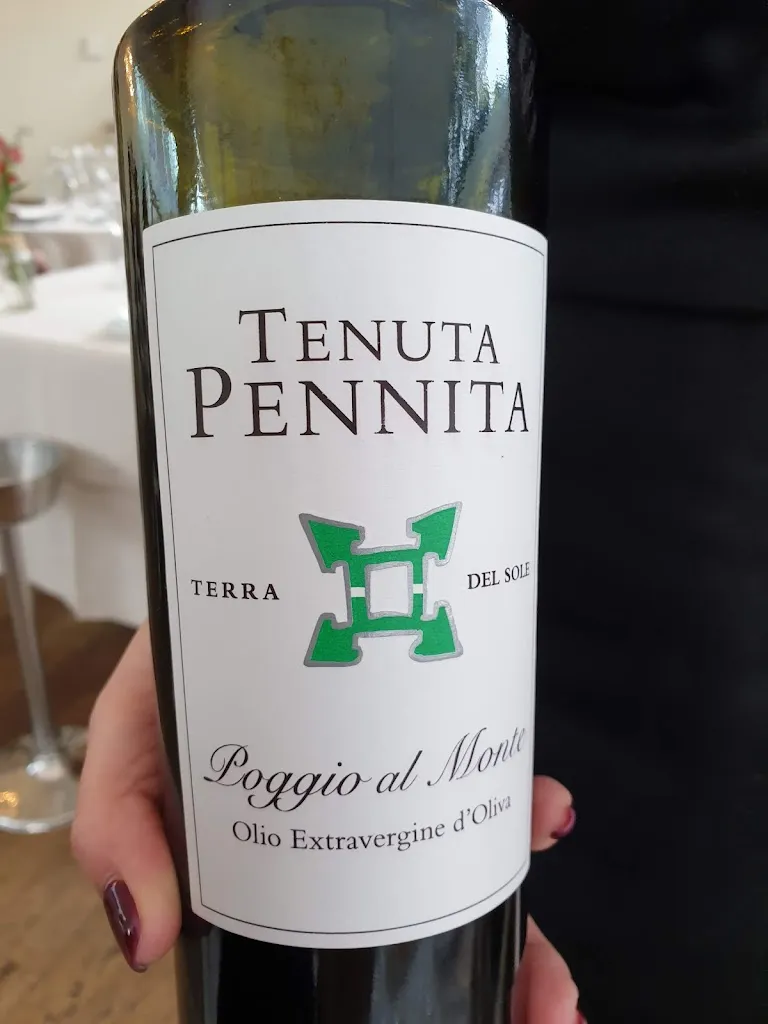 TENUTA
PENNITA
TERRA DEL SOLE
Poggio al Monte
Olio Extravergine d'Oliva